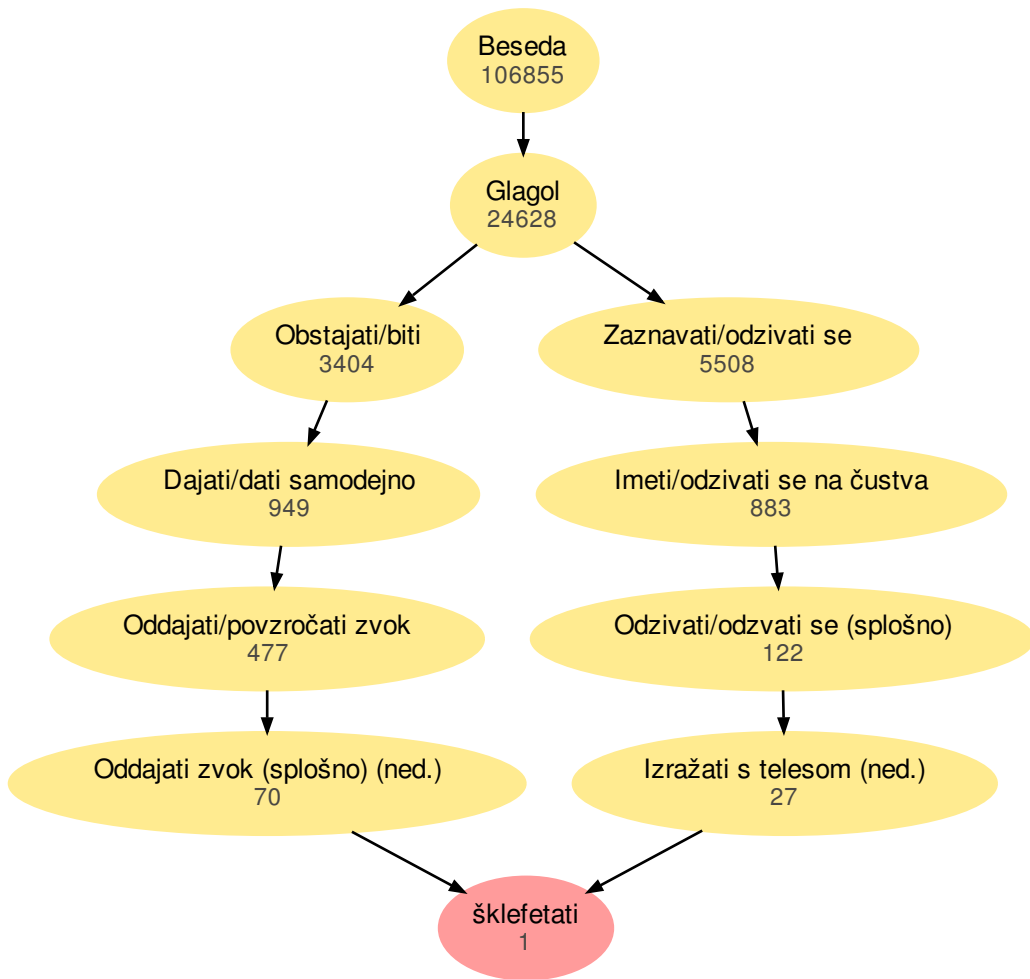 Beseda
106855
Glagol
24628
Obstajati/biti
3404
Zaznavati/odzivati se
5508
Dajati/dati samodejno
949
Imeti/odzivati se na čustva
883
Oddajati/povzročati zvok
477
Odzivati/odzvati se (splošno)
122
Oddajati zvok (splošno) (ned.)
70
Izražati s telesom (ned.)
27
šklefetati
1